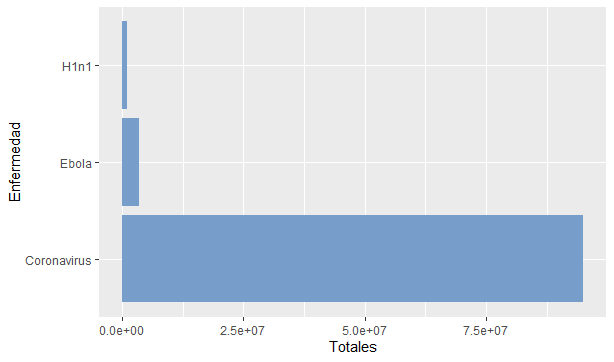 H1n1
Ebola
Coronavirus
Enfermedad
0.0e+00
2.5e+07
5.0e+07
7.5e+07
Totales